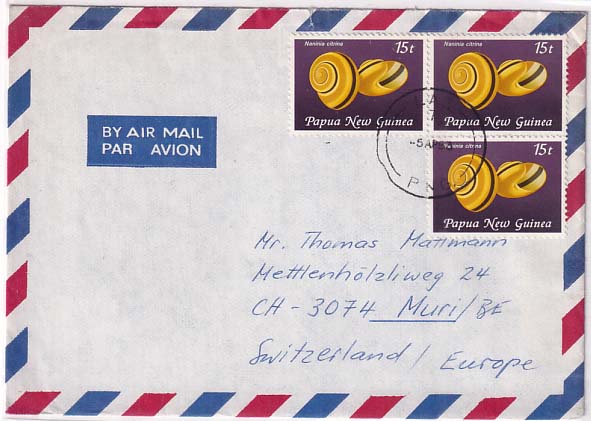 Naninia citrina 15t
Papua New Guinea
Naninia citrina 15t
Papua New Guinea
Naninia citrina 15t
Papua New Guinea
-5APR
PNG
BY AIR MAIL
PAR AVION
Mr. Thomas Mattmann
Mettlenhölzliweg 24
CH-3074 Muri/BE
Switzerland / Europe